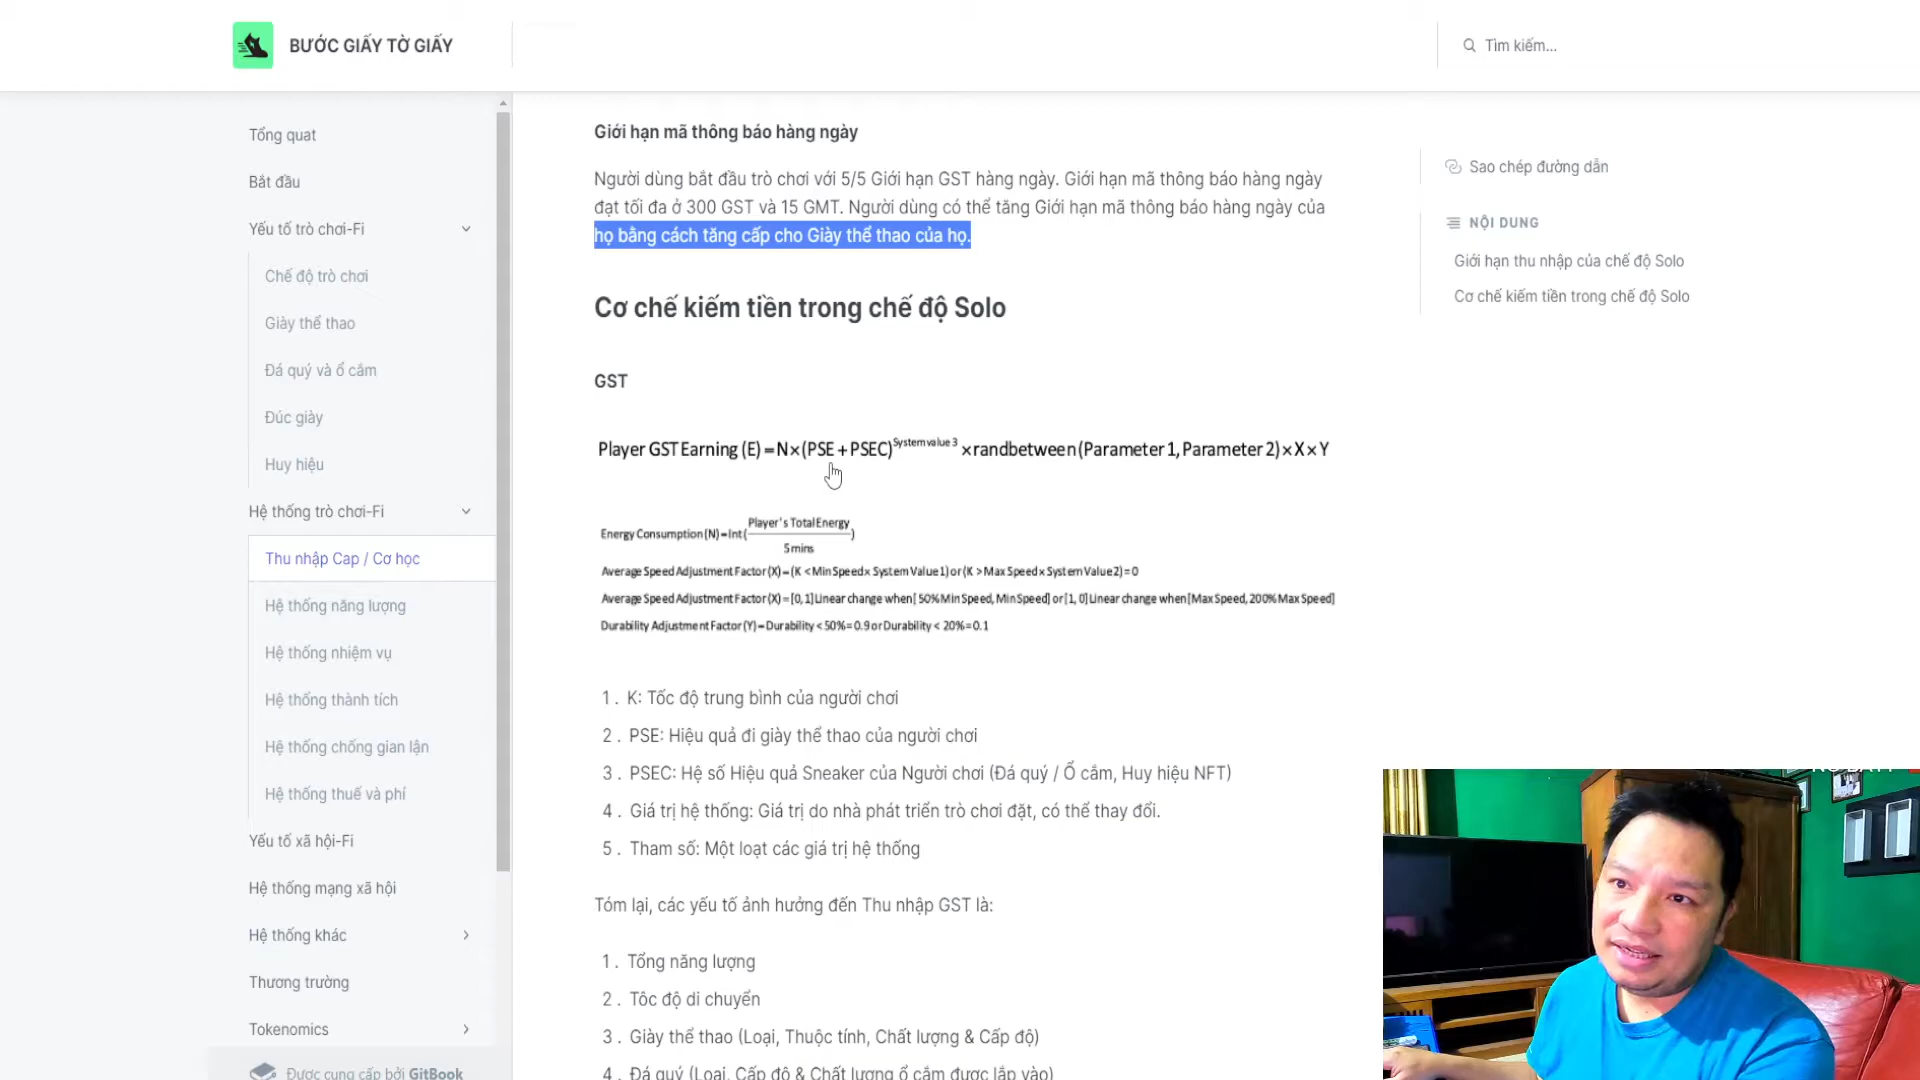 BƯỚC GIẤY TỜ GIẤY
Tìm kiếm...
Tổng quat
Bắt đầu
Yếu tố trò chơi-Fi
Chế độ trò chơi
Giày thể thao
Đá quý và ổ cắm
Đúc giày
Huy hiệu
Hệ thống trò chơi-Fi
Thu nhập Cap / Cơ học
Hệ thống năng lượng
Hệ thống nhiệm vụ
Hệ thống thành tích
Hệ thống chống gian lận
Hệ thống thuế và phí
Yếu tố xã hội-Fi
Hệ thống mạng xã hội
Hệ thống khác
Thương trường
Tokenomics
Được cung cấp bởi GitBook
Giới hạn mã thông báo hàng ngày
Người dùng bắt đầu trò chơi với 5/5 Giới hạn GST hàng ngày. Giới hạn mã thông báo hàng ngày
đạt tối đa ở 300 GST và 15 GMT. Người dùng có thể tăng Giới hạn mã thông báo hàng ngày của
họ bằng cách tăng cấp cho Giày thể thao của họ.
Cơ chế kiếm tiền trong chế độ Solo
GST
Player GST Earning (E) = N × (PSE + PSEC)^System value 3 × randbetween (Parameter 1, Parameter 2) × X × Y
Energy Consumption (N) = Int (Player's Total Energy / 5 mins)
Average Speed Adjustment Factor (X) = (K < Min Speed x System Value 1) or (K > Max Speed x System Value 2) = 0
Average Speed Adjustment Factor (X) = [0, 1] Linear change when [ 50% Min Speed, Min Speed] or [1, 0] Linear change when [Max Speed, 200% Max Speed]
Durability Adjustment Factor (Y) = Durability < 50% = 0.9 or Durability < 20% = 0.1
1. K: Tốc độ trung bình của người chơi
2. PSE: Hiệu quả đi giày thể thao của người chơi
3. PSEC: Hệ số Hiệu quả Sneaker của Người chơi (Đá quý / Ổ cắm, Huy hiệu NFT)
4. Giá trị hệ thống: Giá trị do nhà phát triển trò chơi đặt, có thể thay đổi.
5. Tham số: Một loạt các giá trị hệ thống
Tóm lại, các yếu tố ảnh hưởng đến Thu nhập GST là:
1. Tổng năng lượng
2. Tôc độ di chuyển
3. Giày thể thao (Loại, Thuộc tính, Chất lượng & Cấp độ)
4. Đá quý (Loại, Cấp độ & Chất lượng ổ cắm được lắp vào)
Sao chép đường dẫn
NỘI DUNG
Giới hạn thu nhập của chế độ Solo
Cơ chế kiếm tiền trong chế độ Solo